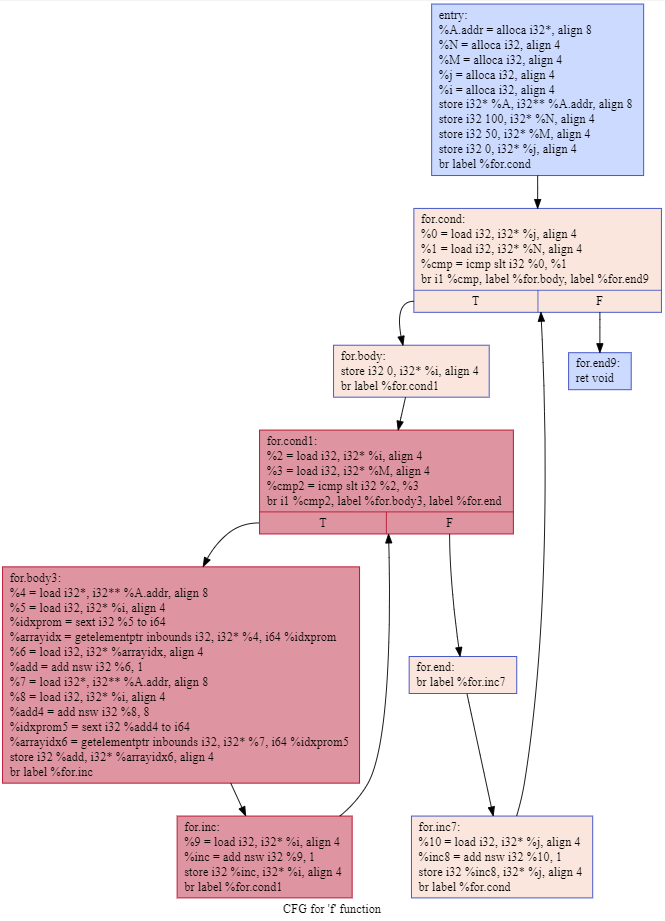 entry:
%A.addr = alloca i32*, align 8
%N = alloca i32, align 4
%M = alloca i32, align 4
%j = alloca i32, align 4
%i = alloca i32, align 4
store i32* %A, i32** %A.addr, align 8
store i32 100, i32* %N, align 4
store i32 50, i32* %M, align 4
store i32 0, i32* %j, align 4
br label %for.cond
for.cond:
%0 = load i32, i32* %j, align 4
%1 = load i32, i32* %N, align 4
%cmp = icmp slt i32 %0, %1
br i1 %cmp, label %for.body, label %for.end9
T
F
for.body:
store i32 0, i32* %i, align 4
br label %for.cond1
for.end9:
ret void
for.cond1:
%2 = load i32, i32* %i, align 4
%3 = load i32, i32* %M, align 4
%cmp2 = icmp slt i32 %2, %3
br i1 %cmp2, label %for.body3, label %for.end
T
F
for.body3:
%4 = load i32*, i32** %A.addr, align 8
%5 = load i32, i32* %i, align 4
%idxprom = sext i32 %5 to i64
%arrayidx = getelementptr inbounds i32, i32* %4, i64 %idxprom
%6 = load i32, i32* %arrayidx, align 4
%add = add nsw i32 %6, 1
%7 = load i32*, i32** %A.addr, align 8
%8 = load i32, i32* %i, align 4
%add4 = add nsw i32 %8, 8
%idxprom5 = sext i32 %add4 to i64
%arrayidx6 = getelementptr inbounds i32, i32* %7, i64 %idxprom5
store i32 %add, i32* %arrayidx6, align 4
br label %for.inc
for.end:
br label %for.inc7
for.inc:
%9 = load i32, i32* %i, align 4
%inc = add nsw i32 %9, 1
store i32 %inc, i32* %i, align 4
br label %for.cond1
for.inc7:
%10 = load i32, i32* %j, align 4
%inc8 = add nsw i32 %10, 1
store i32 %inc8, i32* %j, align 4
br label %for.cond
CFG for 'f' function